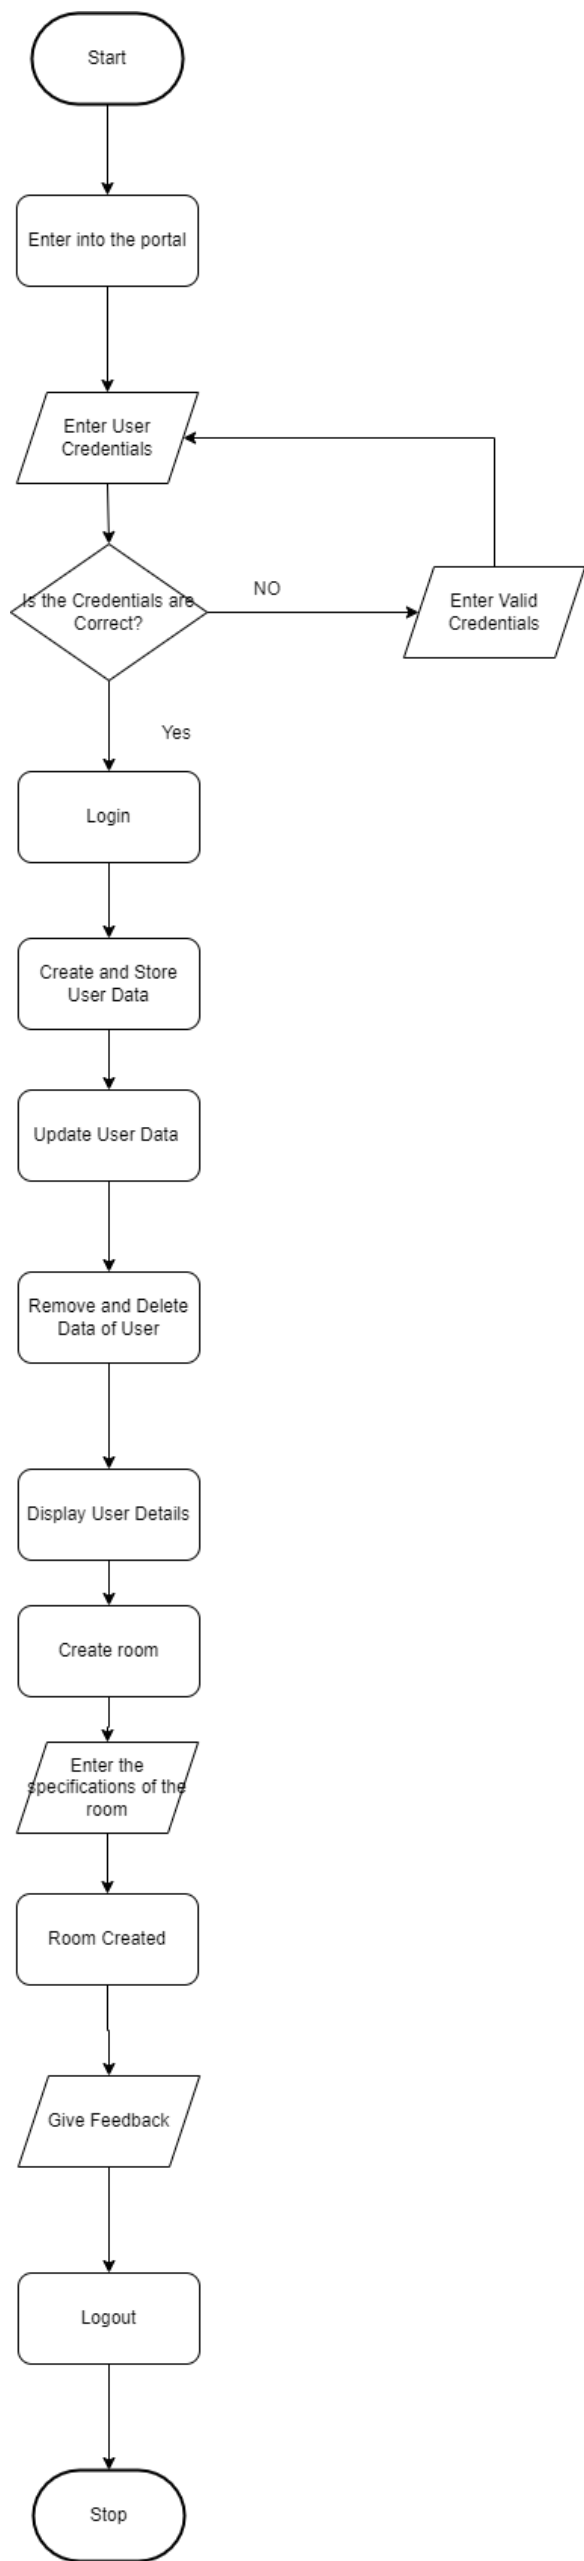 Start
Enter into the portal
Enter User
Credentials
Is the Credentials are
Correct?
NO
Enter Valid
Credentials
Yes
Login
Create and Store
User Data
Update User Data
Remove and Delete
Data of User
Display User Details
Create room
Enter the
specifications of the
room
Room Created
Give Feedback
Logout
Stop